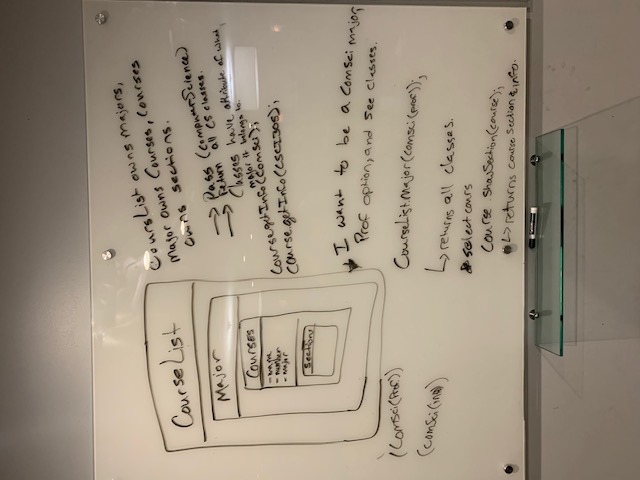 CourseList
Major
Courses
- name
- number
- major
Sections
(ComSci(Prof))
(ComSci(ino))
CoursList owns majors,
Major owns Courses, Courses
owns sections.
→ Pass (computerScience)
→ return all CS classes.
Classes have attribute of what,
major it belongs to.
Course.getInfo(ComSci);
Course.getInfo(CSCI305);
I want to be a ComSci major,
Prof option, and see classes.
CourseList.Major(comsci(prof));
↳ returns all classes.
select cours
Course.ShowSection(course);
↳ returns course section & info.